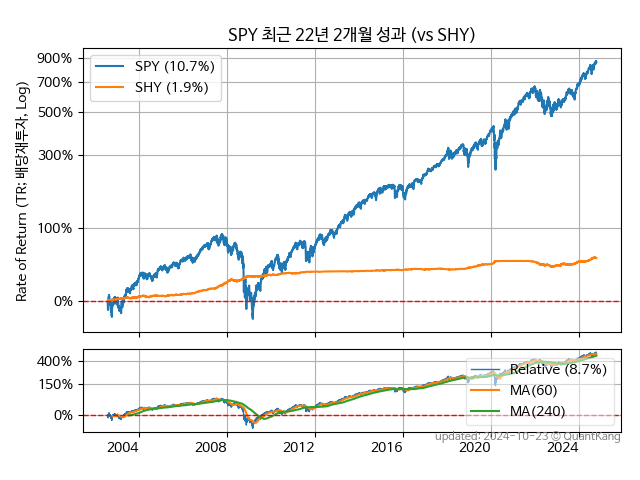 SPY 최근 22년 2개월 성과 (vs SHY)
Rate of Return (TR: 배당재투자, Log)
900%
700%
500%
300%
100%
0%
SPY (10.7%)
SHY (1.9%)
400%
150%
0%
Relative (8.7%)
MA(60)
MA(240)
2004 2008 2012 2016 2020 2024
updated: 2024-10-23 © QuantKang